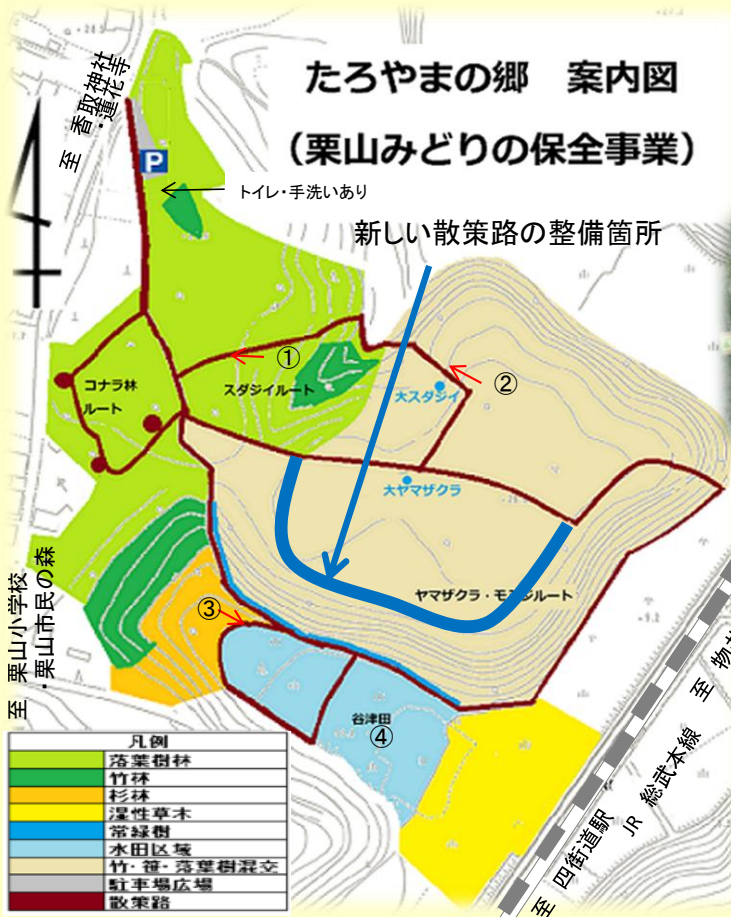 たろやまの郷　案内図
（栗山みどりの保全事業）
至 香取神社
・蓮花寺
P
トイレ・手洗いあり
新しい散策路の整備箇所
①
②
コナラ林
ルート
スダジイルート
大スダジイ
大ヤマザクラ
ヤマザクラ・モミジルート
至 栗山小学校
・栗山市民の森
③
谷津田
④
至 物井
JR 総武本線
至 四街道駅
凡例
落葉樹林
竹林
杉林
湿性草木
常緑樹
水田区域
竹・笹・落葉樹混交
駐車場広場
散策路